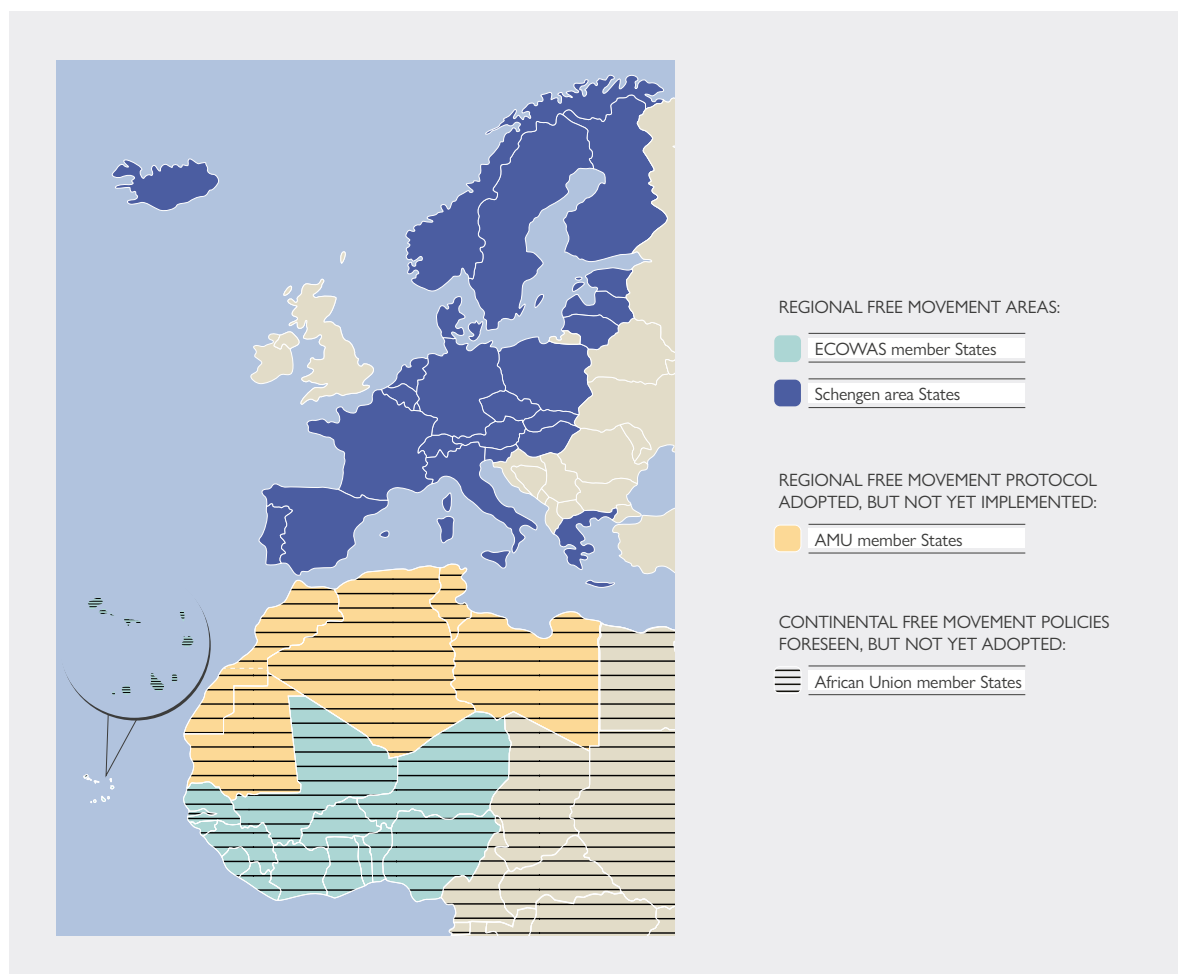 REGIONAL FREE MOVEMENT AREAS:
ECOWAS member States
Schengen area States
REGIONAL FREE MOVEMENT PROTOCOL
ADOPTED, BUT NOT YET IMPLEMENTED:
AMU member States
CONTINENTAL FREE MOVEMENT POLICIES
FORESEEN, BUT NOT YET ADOPTED:
African Union member States